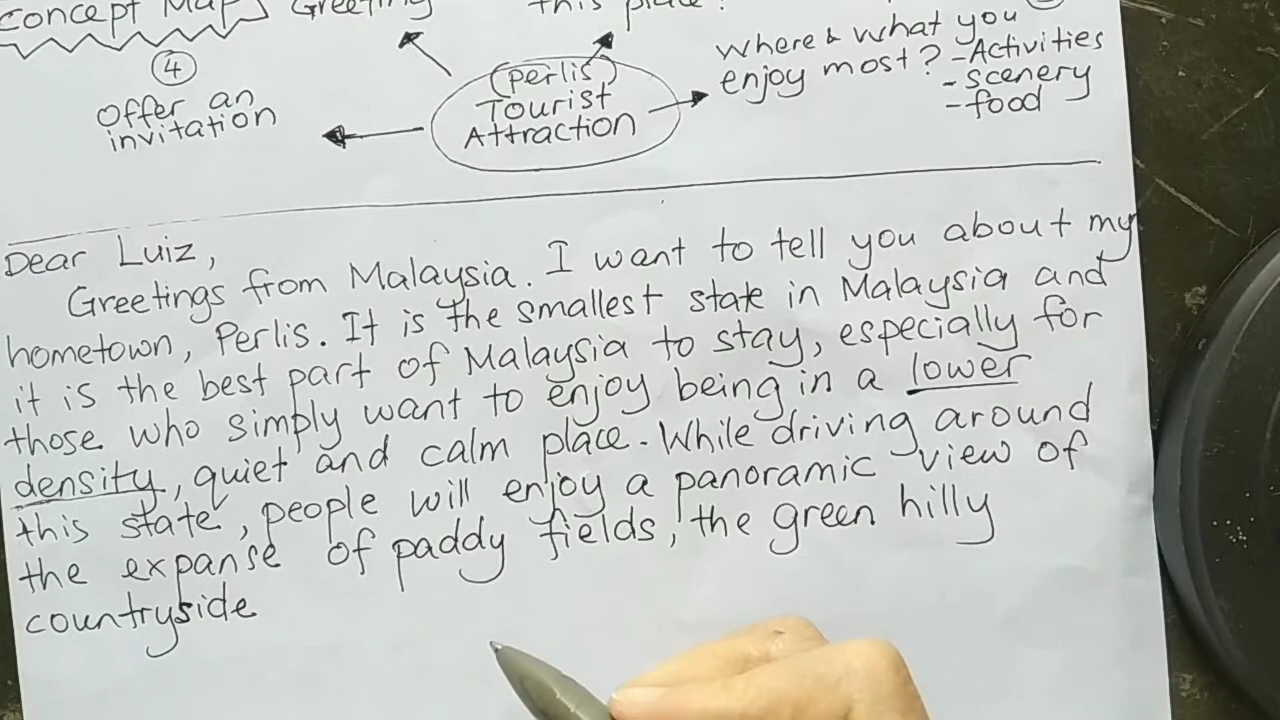 Concept Map Greeting this place?
④
Offer an
invitation
(Perlis)
Tourist
Attraction
where & what you
enjoy most? -Activities
-scenery
-food
Dear Luiz,
Greetings from Malaysia. I want to tell you about my
hometown, Perlis. It is the smallest state in Malaysia and
it is the best part of Malaysia to stay, especially for
those who simply want to enjoy being in a lower
density, quiet and calm place. While driving around
this state, people will enjoy a panoramic view of
the expanse of paddy fields, the green hilly
countryside